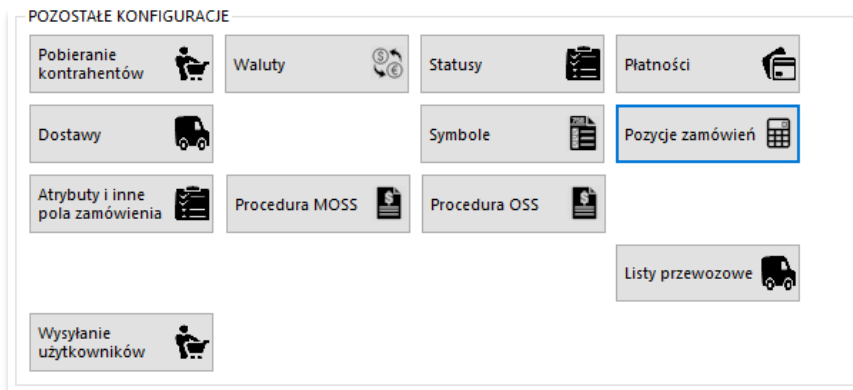 POZOSTAŁE KONFIGURACJE
Pobieranie
kontrahentów
Waluty
Statusy
Płatności
Dostawy
Symbole
Pozycje zamówień
Atrybuty i inne
pola zamówienia
Procedura MOSS
Procedura OSS
Listy przewozowe
Wysyłanie
użytkowników